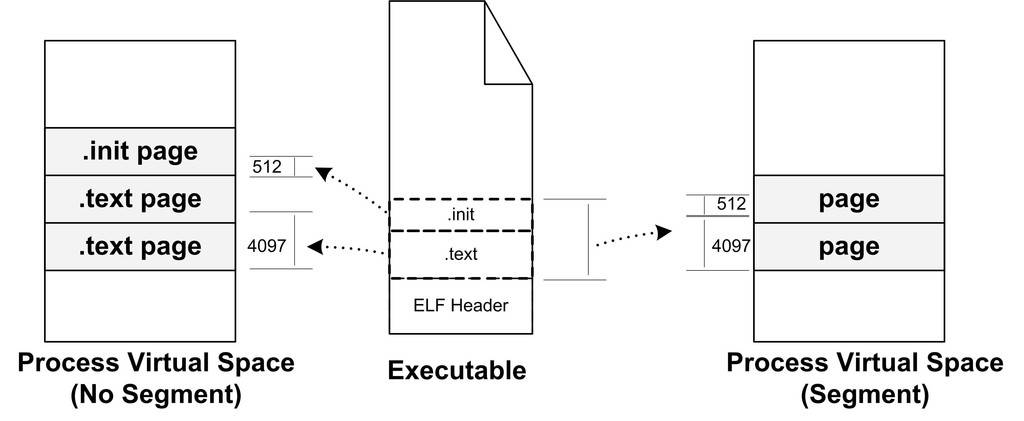 .init page
.text page
.text page
512
4097
Process Virtual Space
(No Segment)
.init
.text
ELF Header
Executable
512
4097
page
page
Process Virtual Space
(Segment)